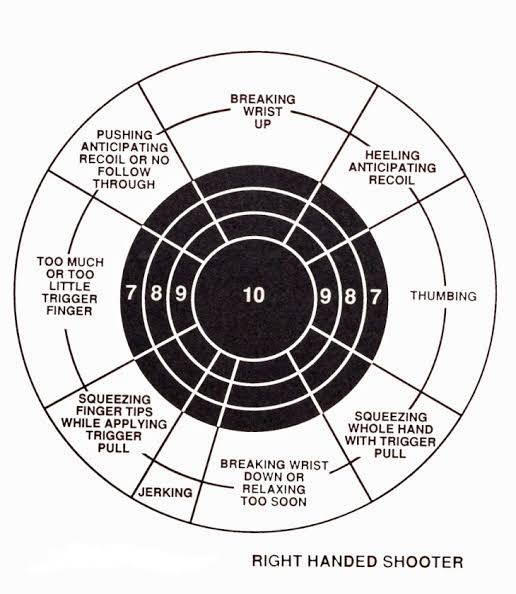 BREAKING
WRIST
UP
PUSHING
ANTICIPATING
RECOIL OR NO
FOLLOW
THROUGH
HEELING
ANTICIPATING
RECOIL
TOO MUCH
OR TOO
LITTLE
TRIGGER
FINGER
7 8 9 10 9 8 7
THUMBING
SQUEEZING
FINGER TIPS
WHILE APPLYING
TRIGGER
PULL
SQUEEZING
WHOLE HAND
WITH TRIGGER
PULL
JERKING
BREAKING WRIST
DOWN OR
RELAXING
TOO SOON
RIGHT HANDED SHOOTER